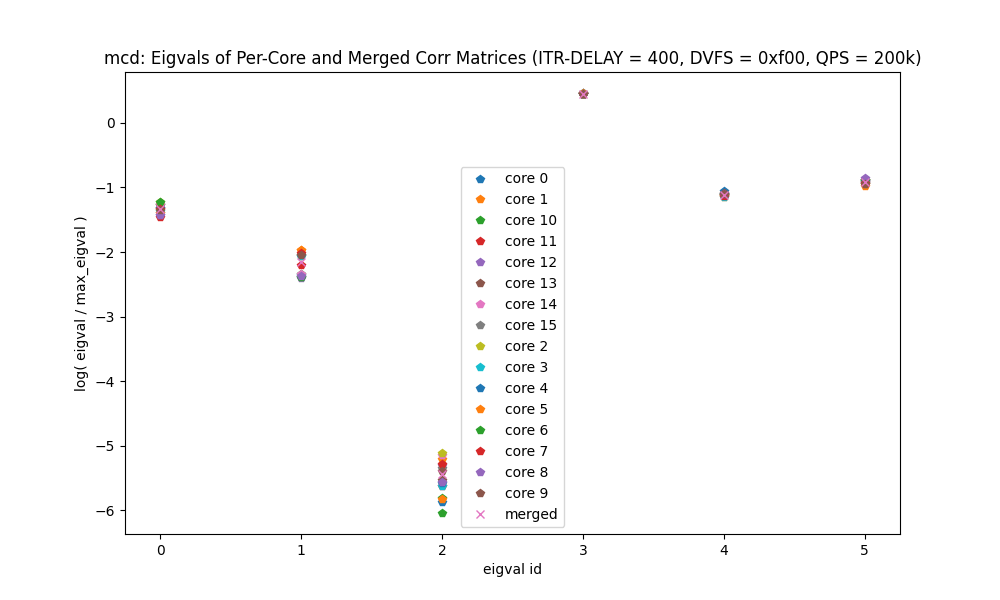 mcd: Eigvals of Per-Core and Merged Corr Matrices (ITR-DELAY = 400, DVFS = 0xf00, QPS = 200k)
log( eigval / max_eigval )
0
−1
−2
−3
−4
−5
−6
core 0
core 1
core 10
core 11
core 12
core 13
core 14
core 15
core 2
core 3
core 4
core 5
core 6
core 7
core 8
core 9
merged
0 1 2 3 4 5
eigval id